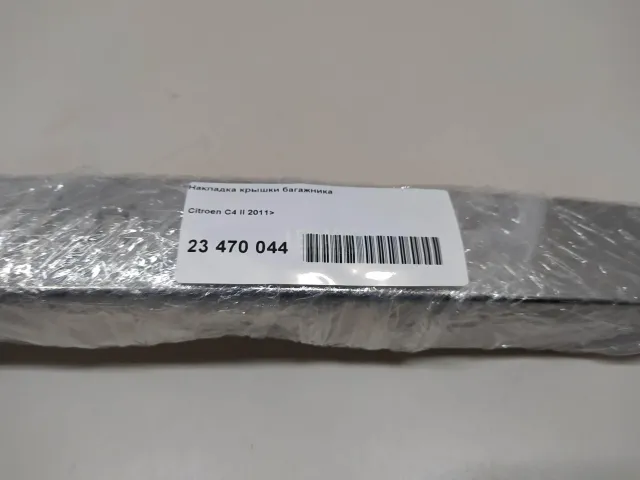 Накладка крышки багажника
Citroen C4 II 2011>
23 470 044